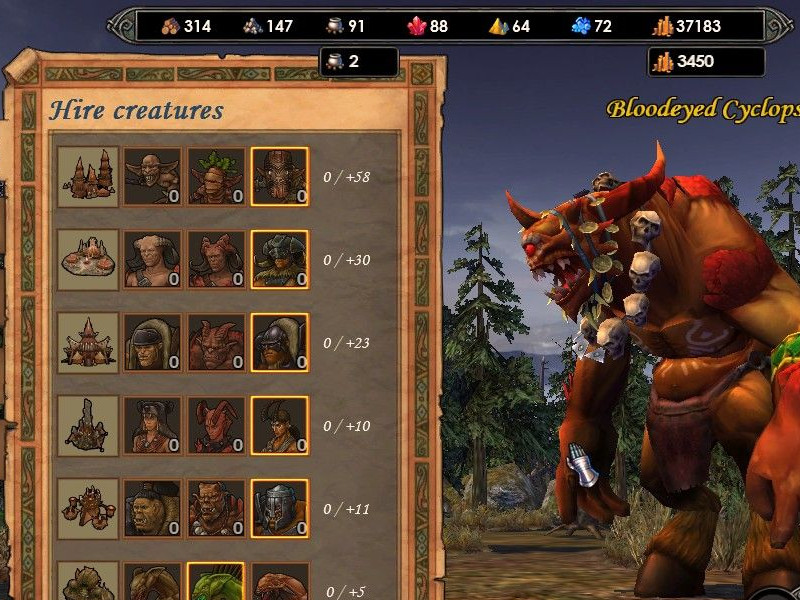 314 147 91 88 64 72 37183
2 3450
Hire creatures
Bloodeyed Cyclops
0 0 0 0 / +58
0 0 0 0 / +30
0 0 0 0 / +23
0 0 0 0 / +10
0 0 0 0 / +11
0 / +5